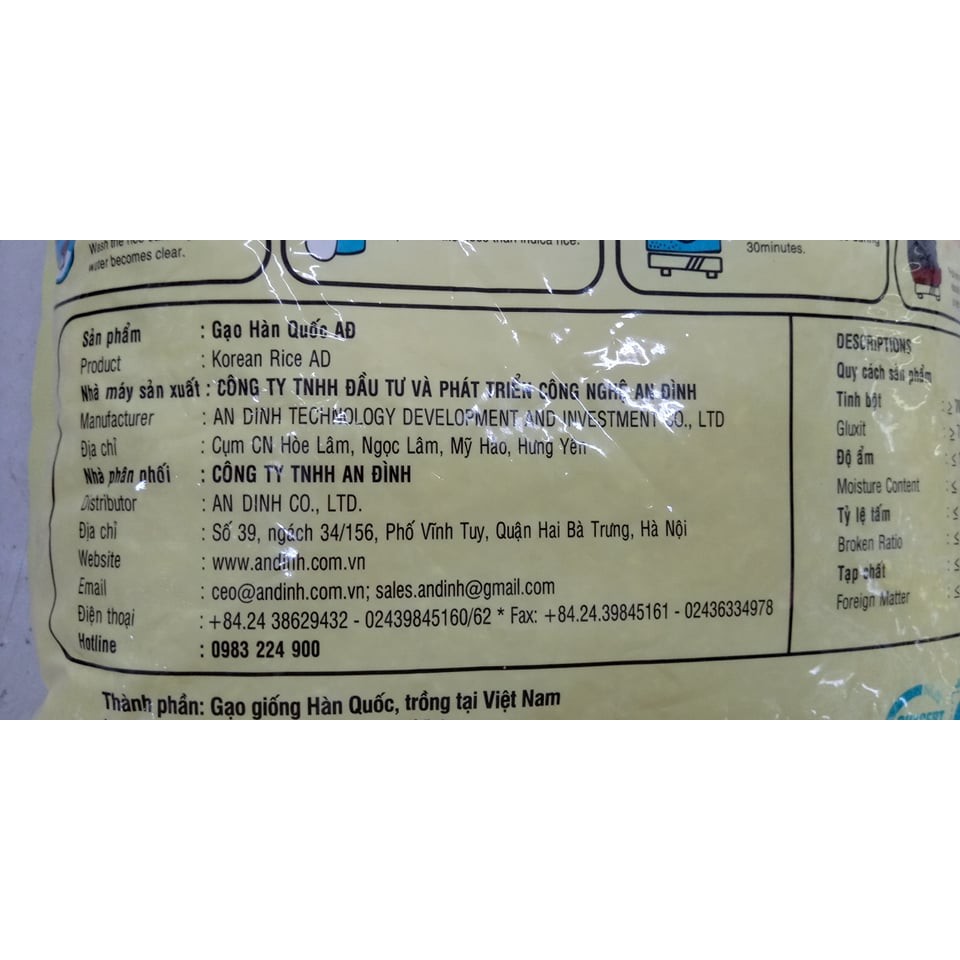 Wash the rice
water becomes clear.
than indica rice.
30minutes.
Sản phẩm : Gạo Hàn Quốc AĐ
Product : Korean Rice AD
Nhà máy sản xuất : CÔNG TY TNHH ĐẦU TƯ VÀ PHÁT TRIỂN CÔNG NGHỆ AN ĐÌNH
Manufacturer : AN DINH TECHNOLOGY DEVELOPMENT AND INVESTMENT CO., LTD
Địa chỉ : Cụm CN Hòe Lâm, Ngọc Lâm, Mỹ Hào, Hưng Yên
Nhà phân phối : CÔNG TY TNHH AN ĐÌNH
Distributor : AN DINH CO., LTD.
Địa chỉ : Số 39, ngách 34/156, Phố Vĩnh Tuy, Quận Hai Bà Trưng, Hà Nội
Website : www.andinh.com.vn
Email : ceo@andinh.com.vn; sales.andinh@gmail.com
Điện thoại : +84.24 38629432 - 02439845160/62 * Fax: +84.24.39845161 - 02436334978
Hotline : 0983 224 900
DESCRIPTIONS
Quy cách sản phẩm
Tinh bột : ≥
Gluxit : ≥
Độ ẩm : ≤
Moisture Content : ≤
Tỷ lệ tấm : ≤
Broken Ratio : ≤
Tạp chất : ≤
Foreign Matter : ≤
Thành phần: Gạo giống Hàn Quốc, trồng tại Việt Nam